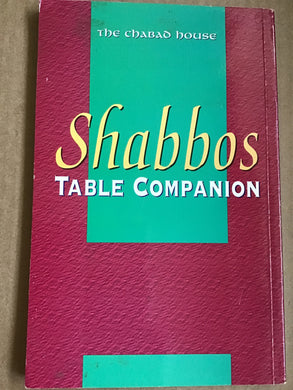 THE CHABAD HOUSE
Shabbos
TABLE COMPANION